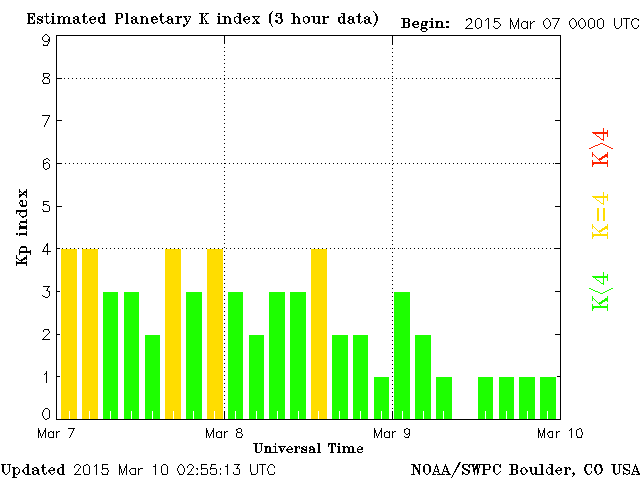 Estimated Planetary K index (3 hour data) Begin: 2015 Mar 07 0000 UTC
9
8
7
6
5
4
3
2
1
0
Kp index
K>4
K=4
K<4
Mar 7 Mar 8 Mar 9 Mar 10
Universal Time
Updated 2015 Mar 10 02:55:13 UTC NOAA/SWPC Boulder, CO USA